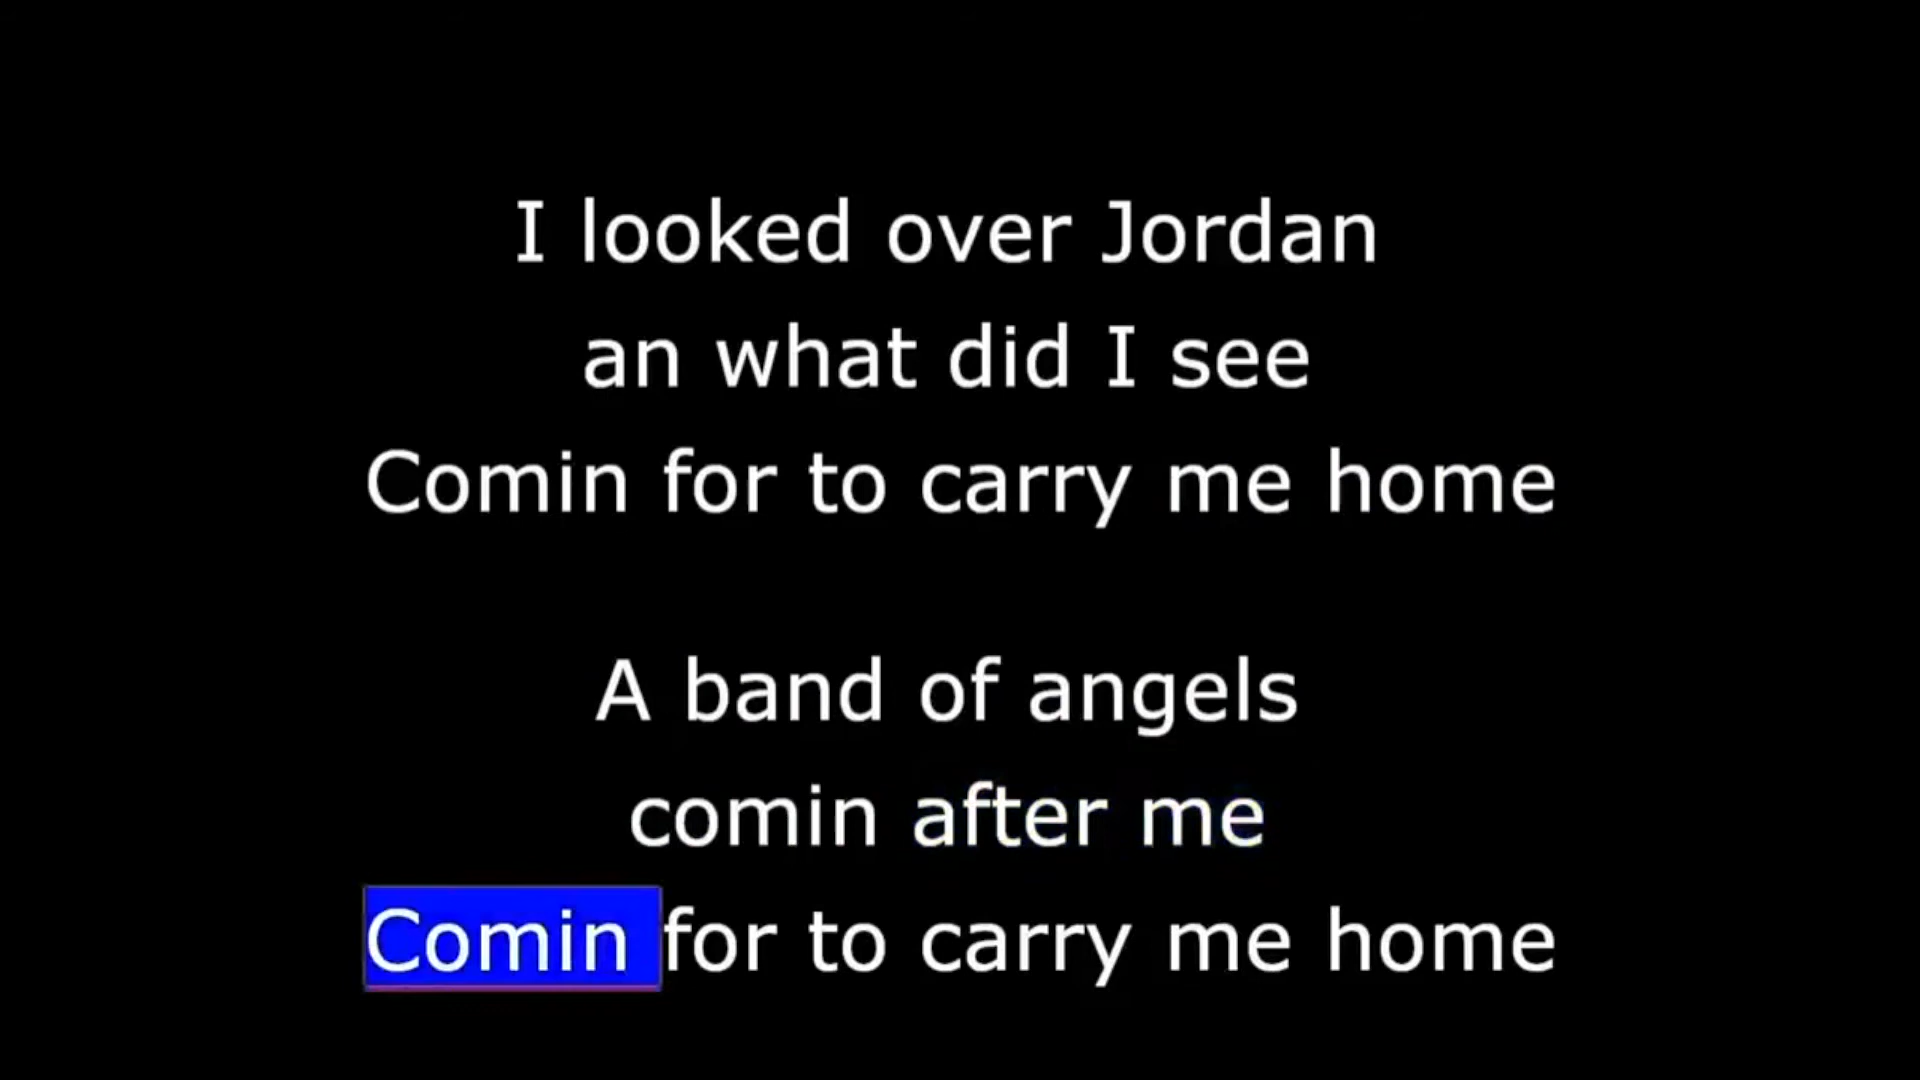 I looked over Jordan
an what did I see
Comin for to carry me home
A band of angels
comin after me
Comin for to carry me home